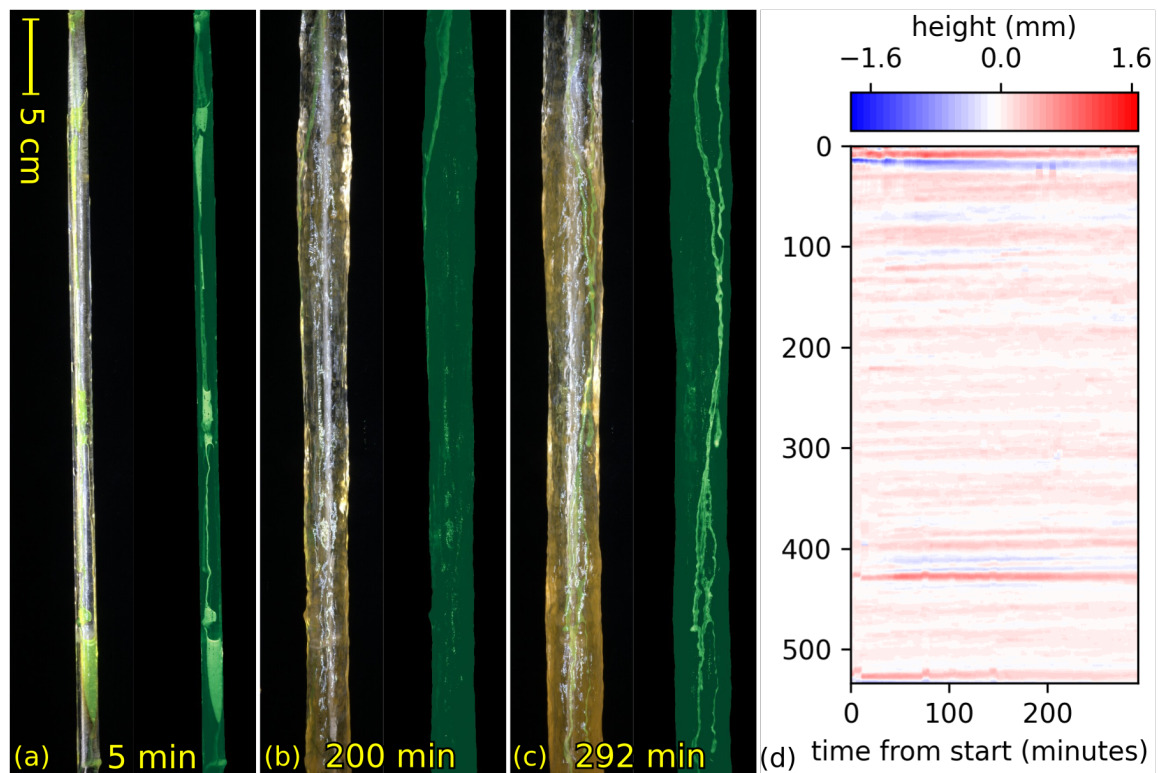 5 cm
(a) 5 min
(b) 200 min
(c) 292 min
height (mm)
−1.6 0.0 1.6
0
100
200
300
400
500
0 100 200
(d) time from start (minutes)